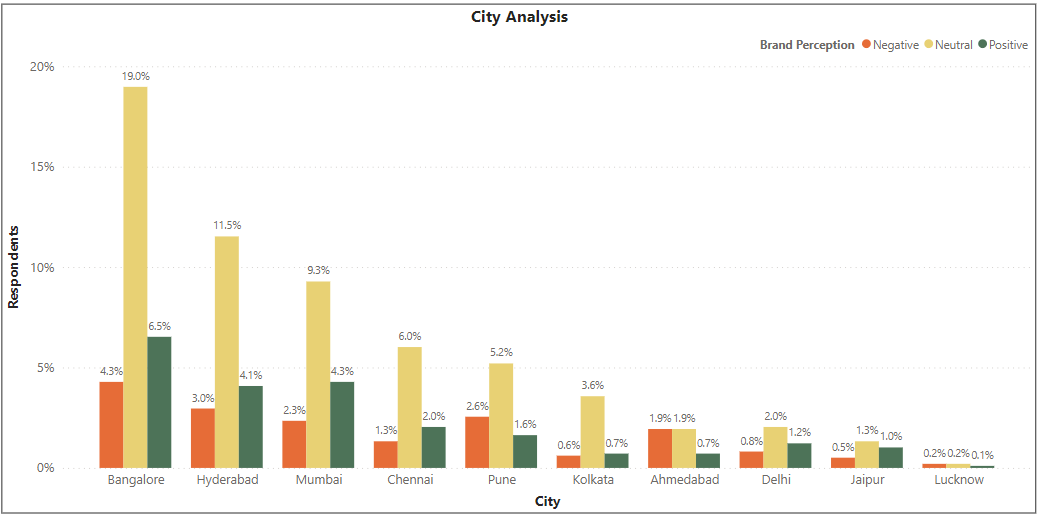 City Analysis
Brand Perception Negative Neutral Positive
20%
15%
10%
5%
0%
Respondents
4.3% 19.0% 6.5%
3.0% 11.5% 4.1%
2.3% 9.3% 4.3%
1.3% 6.0% 2.0%
2.6% 5.2% 1.6%
0.6% 3.6% 0.7%
1.9% 1.9% 0.7%
0.8% 2.0% 1.2%
0.5% 1.3% 1.0%
0.2% 0.2% 0.1%
Bangalore Hyderabad Mumbai Chennai Pune Kolkata Ahmedabad Delhi Jaipur Lucknow
City